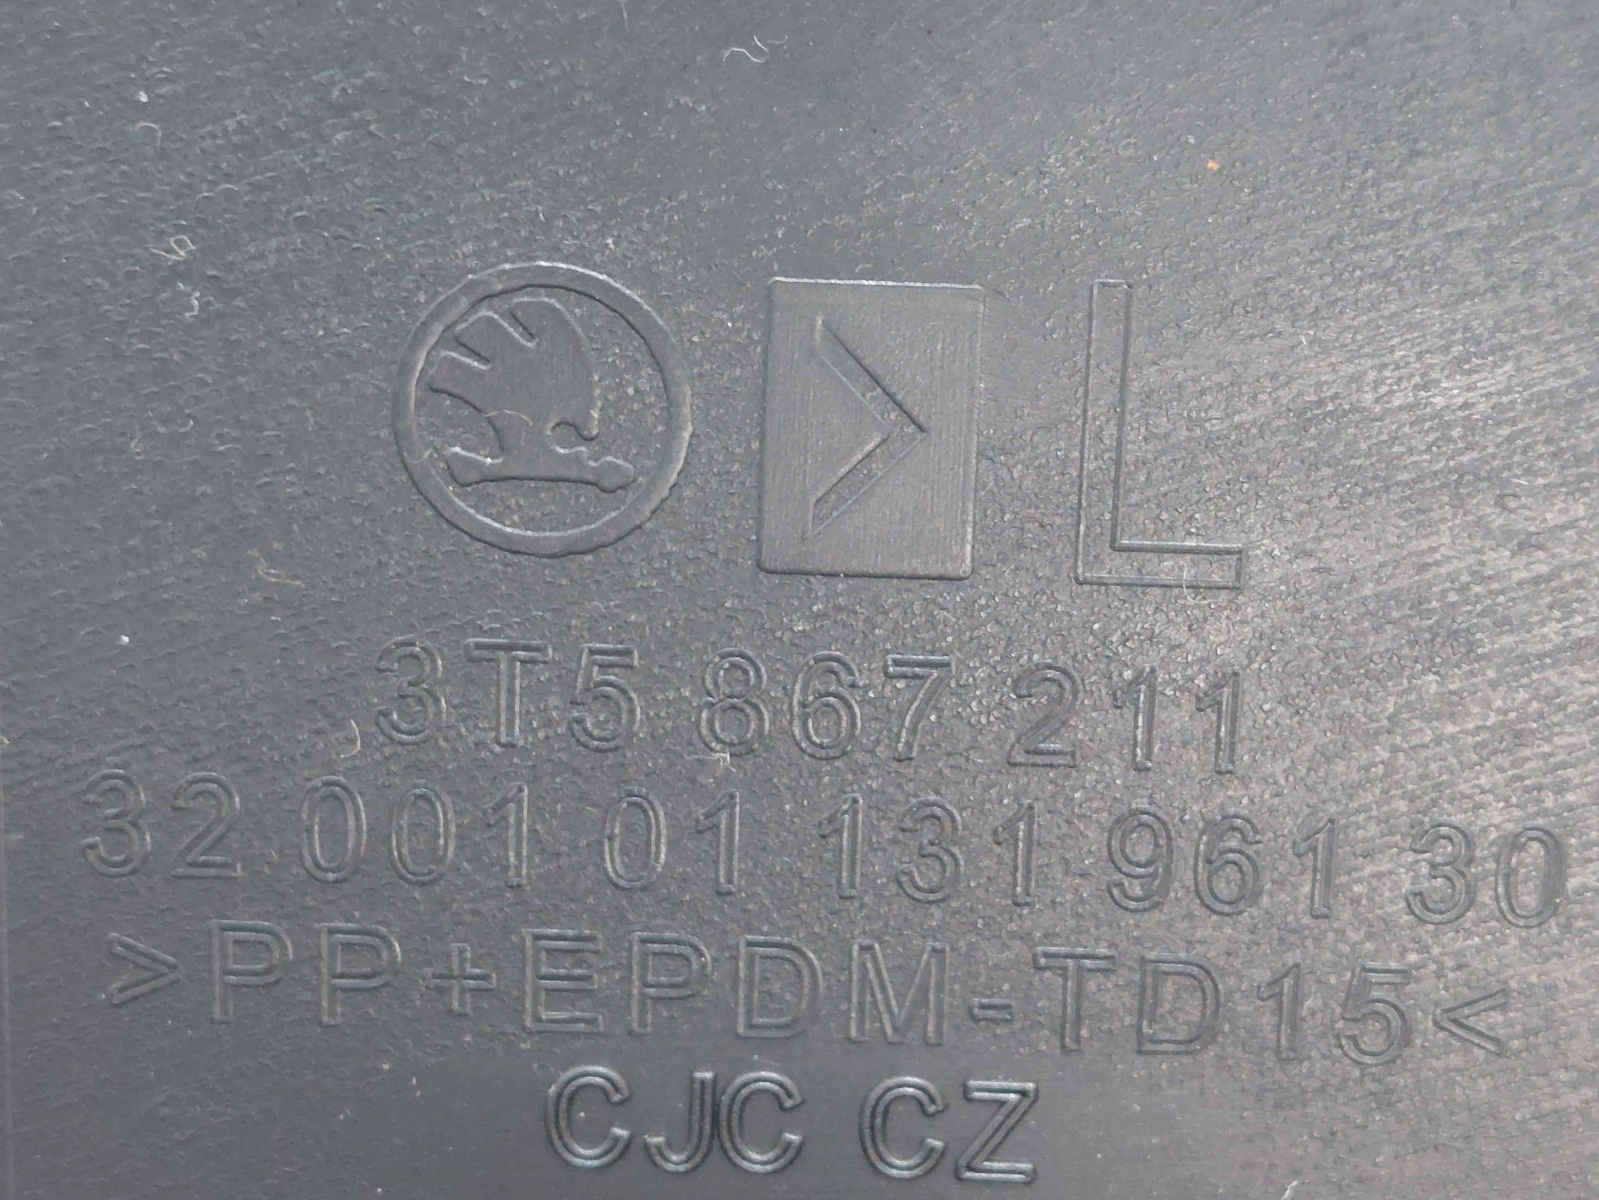 > L
3T5 867 211
32 001 01 131 961 30
>PP+EPDM-TD15<
CJC CZ